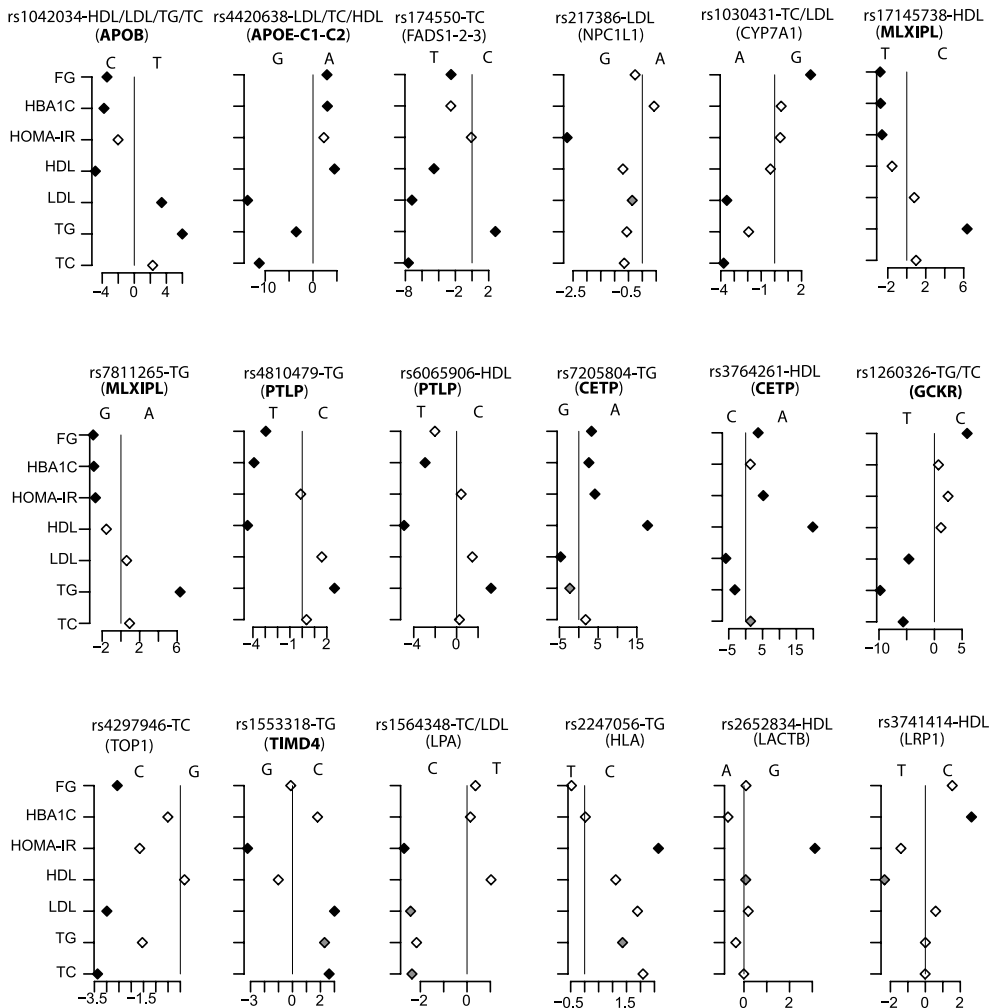 rs1042034-HDL/LDL/TG/TC rs4420638-LDL/TC/HDL rs174550-TC rs217386-LDL rs1030431-TC/LDL rs17145738-HDL
(APOB) (APOE-C1-C2) (FADS1-2-3) (NPC1L1) (CYP7A1) (MLXIPL)
C T G A T C G A A G T C
FG
HBA1C
HOMA-IR
HDL
LDL
TG
TC
−4 2 6 −10 0 −8 −4 0 2 −2.5 −0.5 −4 −1 2 −2 2 6
rs7811265-TG rs4810479-TG rs6065906-HDL rs7205804-TG rs3764261-HDL rs1260326-TG/TC
(MLXIPL) (PTLP) (PTLP) (CETP) (CETP) (GCKR)
G A T C T C G A C A T C
FG
HBA1C
HOMA-IR
HDL
LDL
TG
TC
−2 2 6 −4 −1 2 −4 0 −5 5 15 −5 5 15 −10 0 5
rs4297946-TC rs1553318-TG rs1564348-TC/LDL rs2247056-TG rs2652834-HDL rs3741414-HDL
(TOP1) (TIMD4) (LPA) (HLA) (LACTB) (LRP1)
C G G C C T T C A G T C
FG
HBA1C
HOMA-IR
HDL
LDL
TG
TC
−3.5 −1.5 −3 0 2 −2 0 −0.5 1.5 0 2 −2 0 2